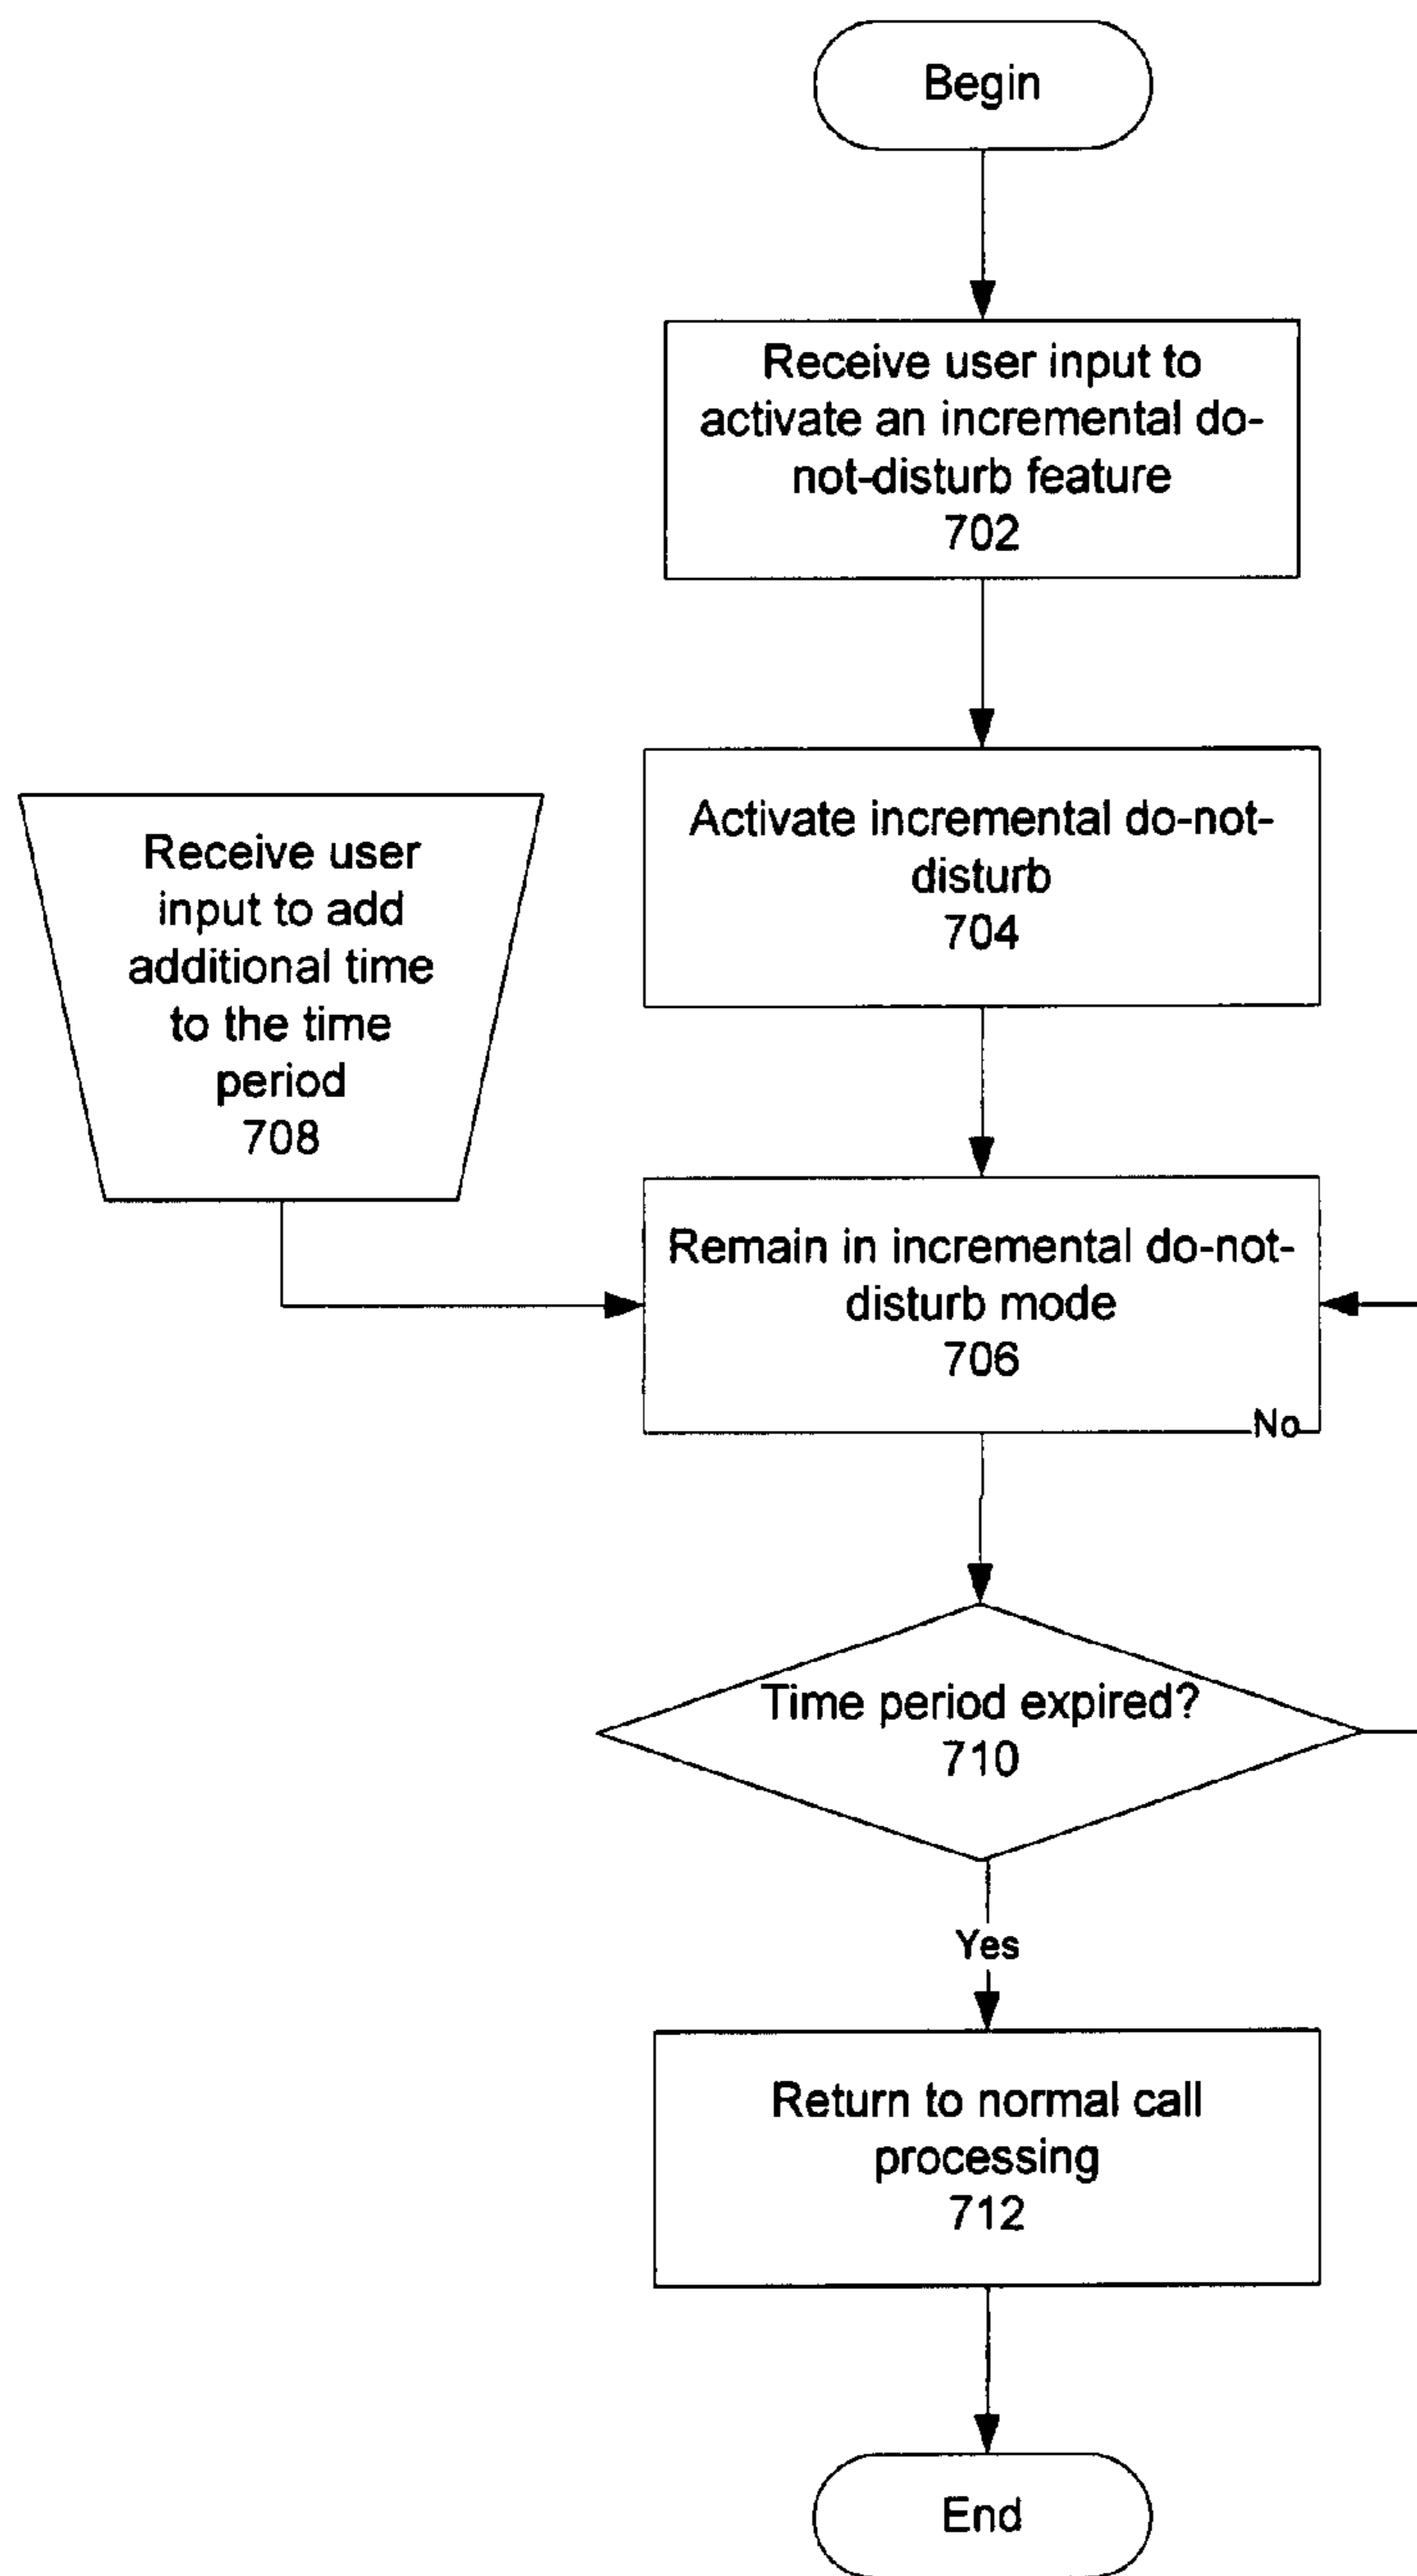 Begin
Receive user input to
activate an incremental do-
not-disturb feature
702
Activate incremental do-not-
disturb
704
Receive user
input to add
additional time
to the time
period
708
Remain in incremental do-not-
disturb mode
706
No
Time period expired?
710
Yes
Return to normal call
processing
712
End